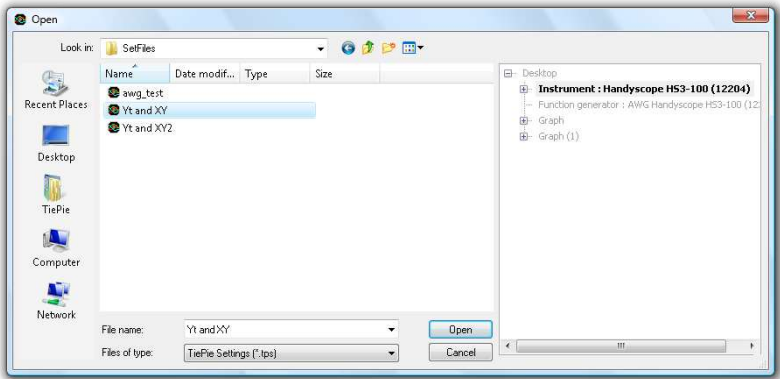 Open
Look in:
SetFiles
Name
Date modif...
Type
Size
Recent Places
Desktop
TiePie
Computer
Network
awg_test
Yt and XY
Yt and XY2
File name:
Yt and XY
Open
Files of type:
TiePie Settings (*.tps)
Cancel
Desktop
Instrument : Handyscope HS3-100 (12204)
Function generator : AWG Handyscope HS3-100 (12
Graph
Graph (1)